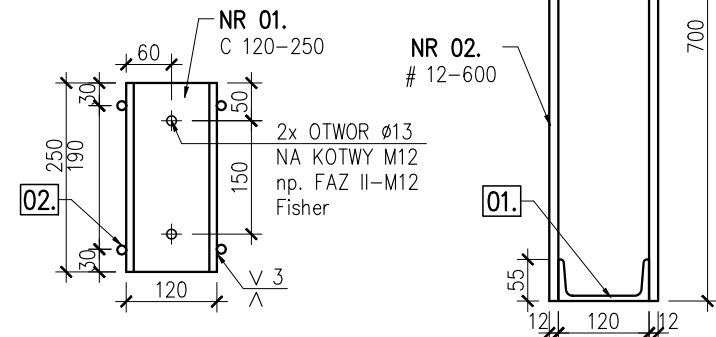 NR 01.
C 120-250
60
30
50
250
190
150
2x OTWOR ø13
NA KOTWY M12
np. FAZ II-M12
Fisher
02.
30
120
V 3
Λ
NR 02.
# 12-600
700
01.
55
12
120
12